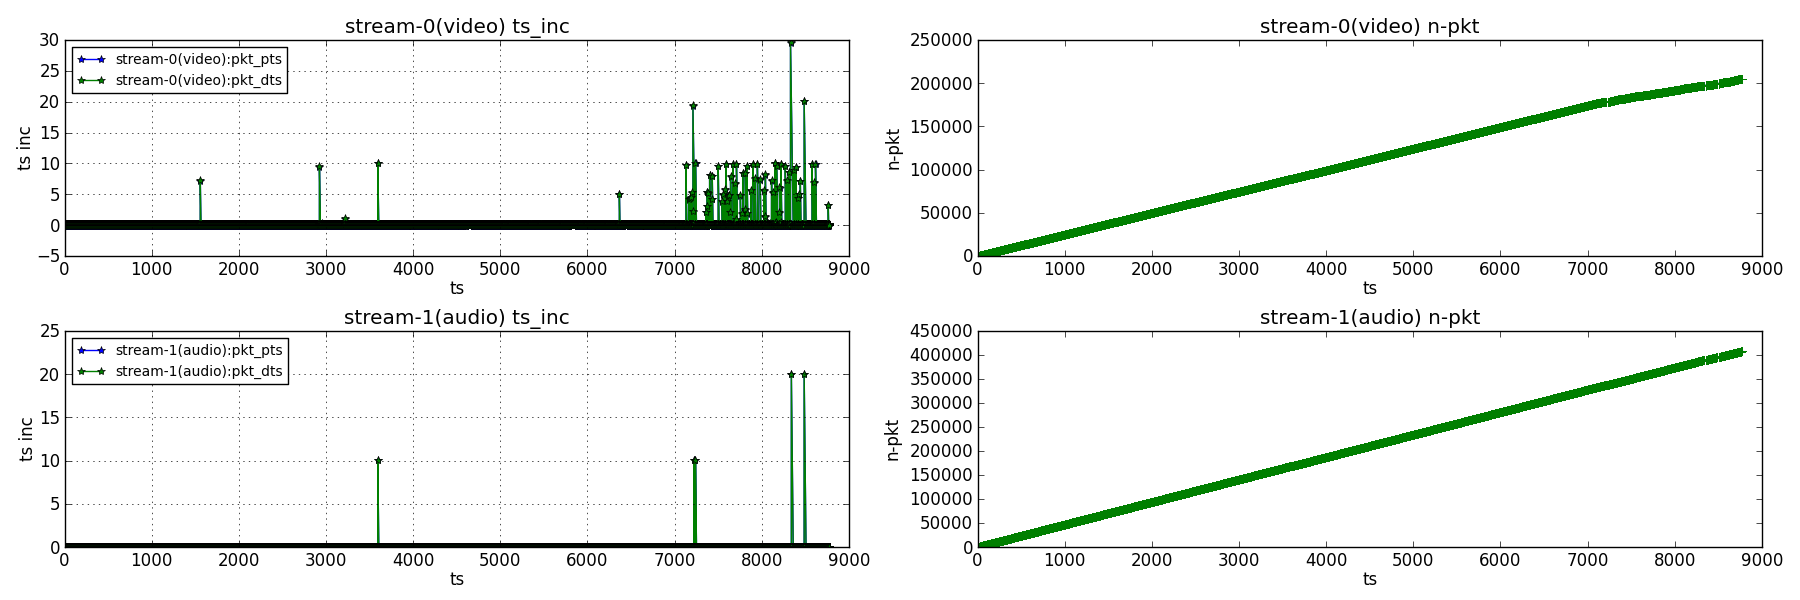 stream-0(video) ts_inc
30
25
20
15
10
5
0
−5
ts inc
stream-0(video):pkt_pts
stream-0(video):pkt_dts
0 1000 2000 3000 4000 5000 6000 7000 8000 9000
ts
stream-0(video) n-pkt
250000
200000
150000
100000
50000
0
n-pkt
0 1000 2000 3000 4000 5000 6000 7000 8000 9000
ts
stream-1(audio) ts_inc
25
20
15
10
5
0
ts inc
stream-1(audio):pkt_pts
stream-1(audio):pkt_dts
0 1000 2000 3000 4000 5000 6000 7000 8000 9000
ts
stream-1(audio) n-pkt
450000
400000
350000
300000
250000
200000
150000
100000
50000
0
n-pkt
0 1000 2000 3000 4000 5000 6000 7000 8000 9000
ts